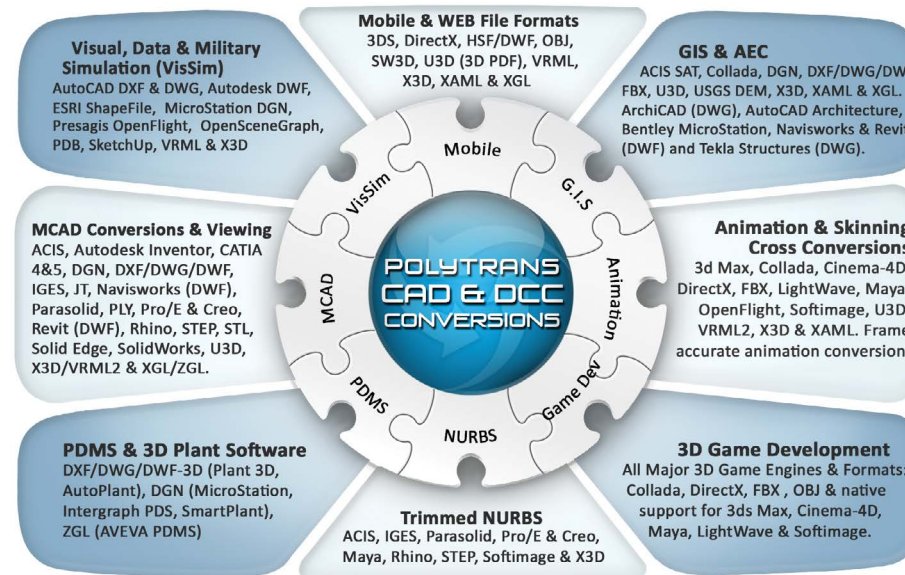 Mobile & WEB File Formats
3DS, DirectX, HSF/DWF, OBJ,
SW3D, U3D (3D PDF), VRML,
X3D, XAML & XGL
Visual, Data & Military
Simulation (VisSim)
AutoCAD DXF & DWG, Autodesk DWF,
ESRI ShapeFile, MicroStation DGN,
Presagis OpenFlight, OpenSceneGraph,
PDB, SketchUp, VRML & X3D
GIS & AEC
ACIS SAT, Collada, DGN, DXF/DWG/DW
FBX, U3D, USGS DEM, X3D, XAML & XGL.
ArchiCAD (DWG), AutoCAD Architecture,
Bentley MicroStation, Navisworks & Revit
(DWF) and Tekla Structures (DWG).
MCAD Conversions & Viewing
ACIS, Autodesk Inventor, CATIA
4&5, DGN, DXF/DWG/DWF,
IGES, JT, Navisworks (DWF),
Parasolid, PLY, Pro/E & Creo,
Revit (DWF), Rhino, STEP, STL,
Solid Edge, SolidWorks, U3D,
X3D/VRML2 & XGL/ZGL.
Mobile
VisSim
G.I.S
MCAD
Animation
PDMS
Game Dev
NURBS
POLYTRANS
CAD & DCC
CONVERSIONS
Animation & Skinning
Cross Conversions
3d Max, Collada, Cinema-4D
DirectX, FBX, LightWave, Maya
OpenFlight, Softimage, U3D
VRML2, X3D & XAML. Frame
accurate animation conversion
PDMS & 3D Plant Software
DXF/DWG/DWF-3D (Plant 3D,
AutoPlant), DGN (MicroStation,
Intergraph PDS, SmartPlant),
ZGL (AVEVA PDMS)
Trimmed NURBS
ACIS, IGES, Parasolid, Pro/E & Creo,
Maya, Rhino, STEP, Softimage & X3D
3D Game Development
All Major 3D Game Engines & Formats:
Collada, DirectX, FBX , OBJ & native
support for 3ds Max, Cinema-4D,
Maya, LightWave & Softimage.